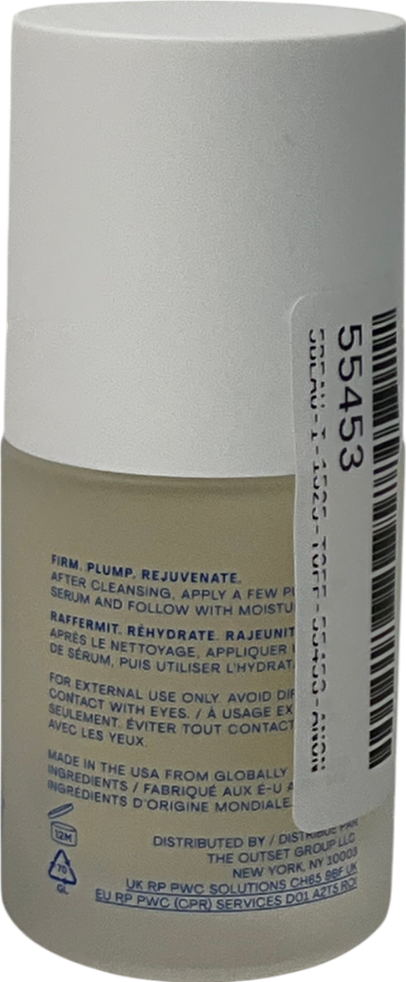 FIRM. PLUMP. REJUVENATE.
AFTER CLEANSING, APPLY A FEW
SERUM AND FOLLOW WITH
RAFFERMIT. RÉHYDRATE. RAJEUNIT
APRÈS LE NETTOYAGE, APPLIQUER
DE SÉRUM, PUIS UTILISER
FOR EXTERNAL USE ONLY. AVOID
CONTACT WITH EYES. / À USAGE
SEULEMENT. ÉVITER TOUT CONTACT
AVEC LES YEUX.
MADE IN THE USA FROM GLOBALLY
INGREDIENTS / FABRIQUÉ AUX É-U
INGRÉDIENTS D'ORIGINE MONDIALE.
12M
70
GL
DISTRIBUTED BY / DISTRIBUÉ PAR
THE OUTSET GROUP LLC
NEW YORK, NY 10003
UK RP PWC SOLUTIONS CH65 9BF UK
EU RP PWC (CPR) SERVICES D01 A2T5 ROI
55453